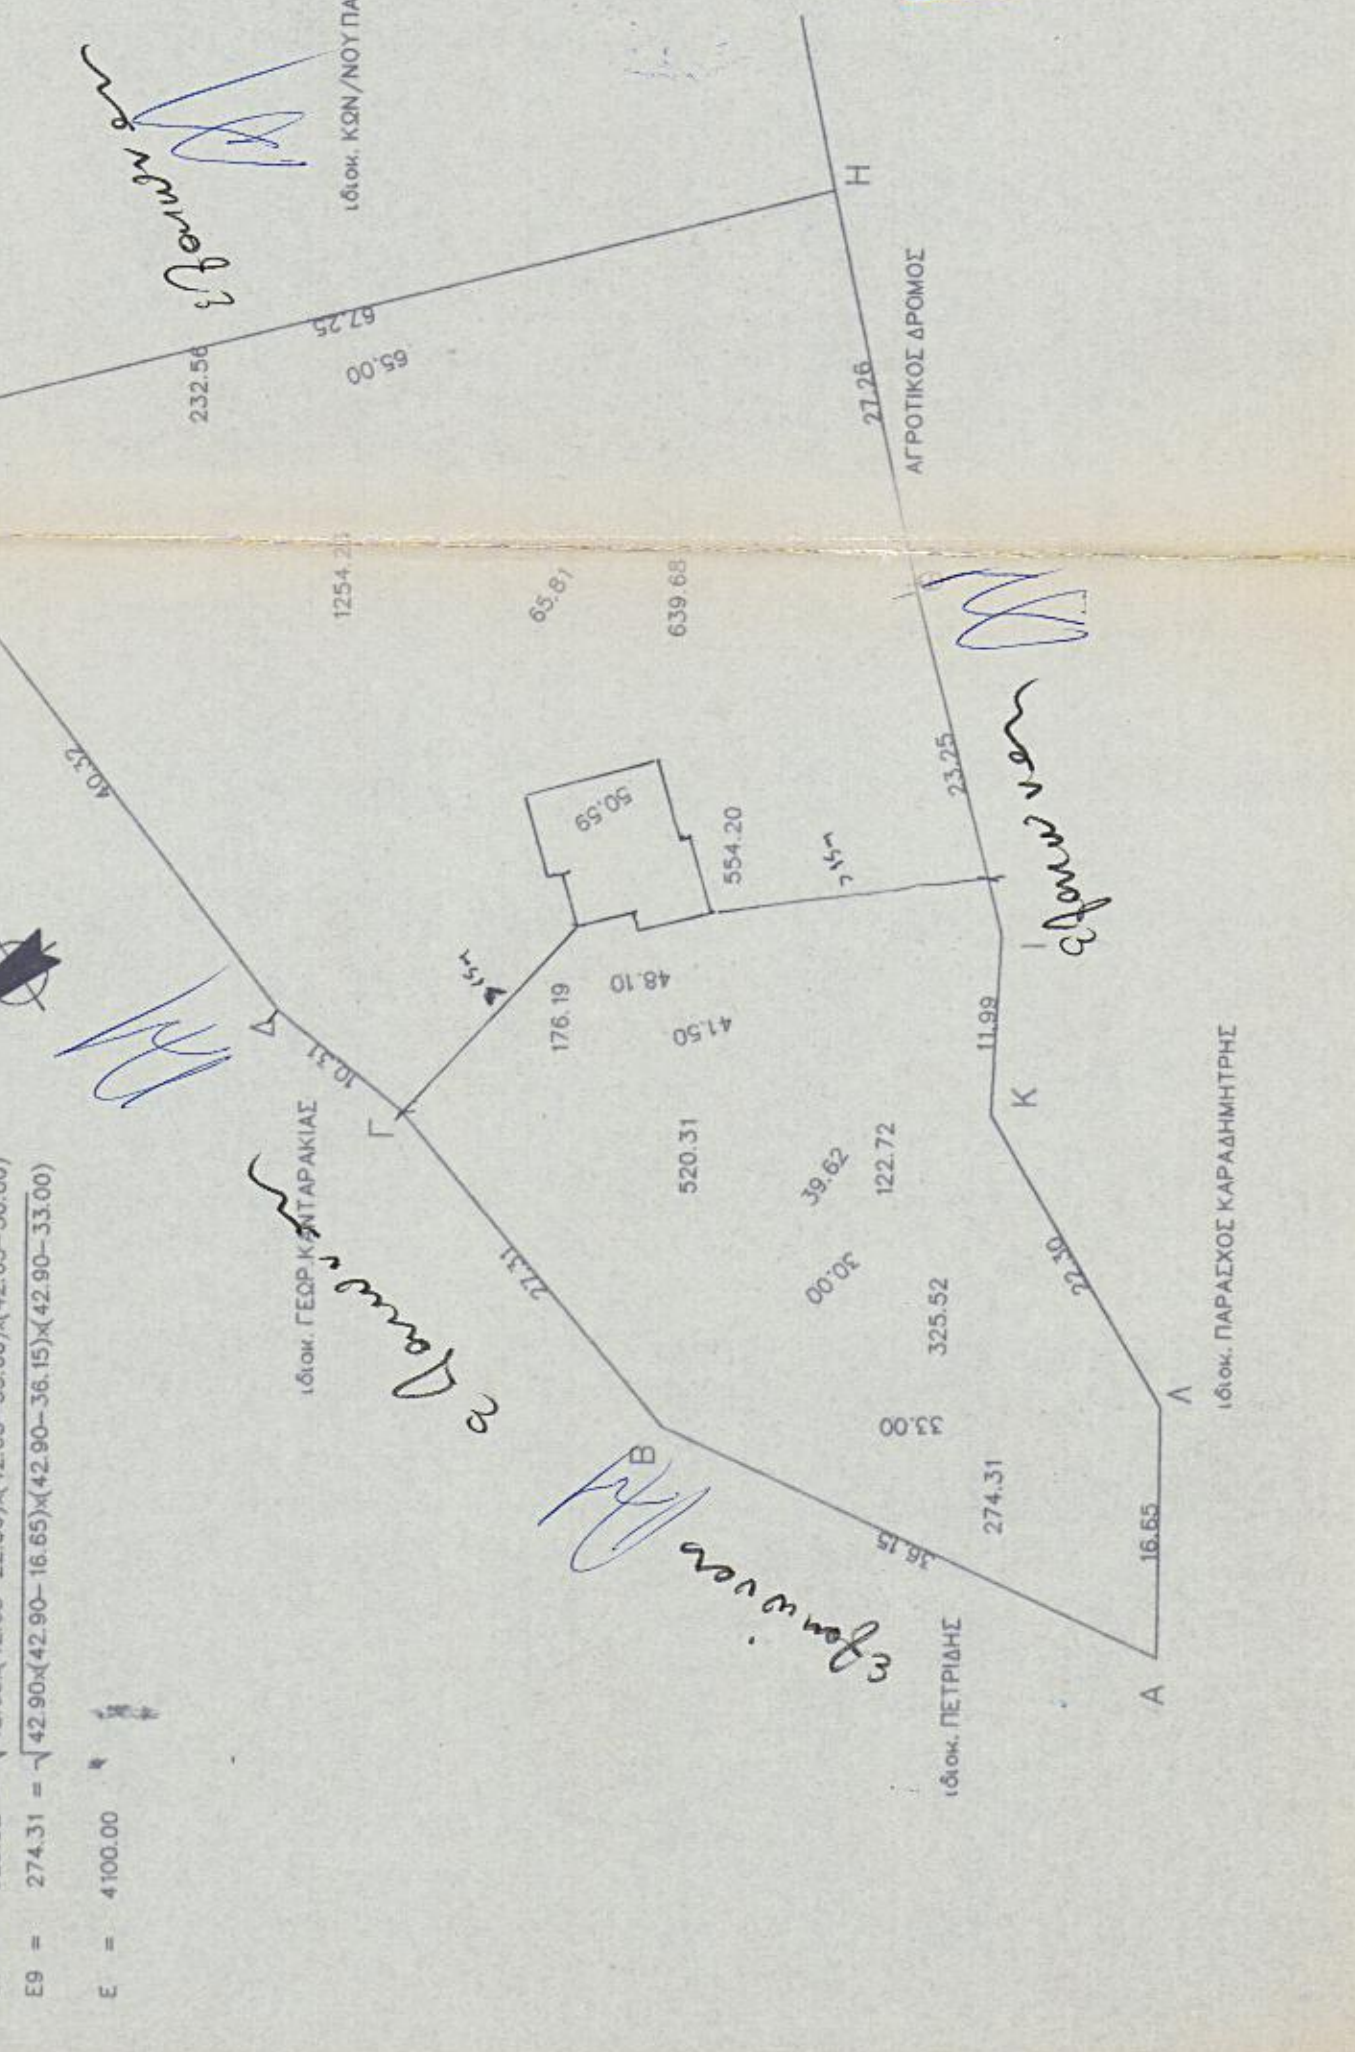 E9 = 274.31 = √42.90x(42.90-16.65)x(42.90-36.15)x(42.90-33.00)
E = 4100.00
ιδιοκ. ΚΩΝ/ΝΟΥ ΠΑ
ιδιοκ. ΓΕΩΡ. ΚΑΝΤΑΡΑΚΙΑΣ
ιδιοκ. ΠΕΤΡΙΔΗΣ
ιδιοκ. ΠΑΡΑΣΧΟΣ ΚΑΡΑΔΗΜΗΤΡΗΣ
ΑΓΡΟΤΙΚΟΣ ΔΡΟΜΟΣ
Α
Β
Γ
Δ
Η
Ι
Κ
Λ
40.32
10.31
27.31
36.15
16.65
22.30
11.99
23.25
27.26
67.25
65.00
232.56
1254.23
65.81
639.68
50.59
554.20
48.10
176.19
41.50
520.31
39.62
122.72
30.00
325.52
33.00
274.31